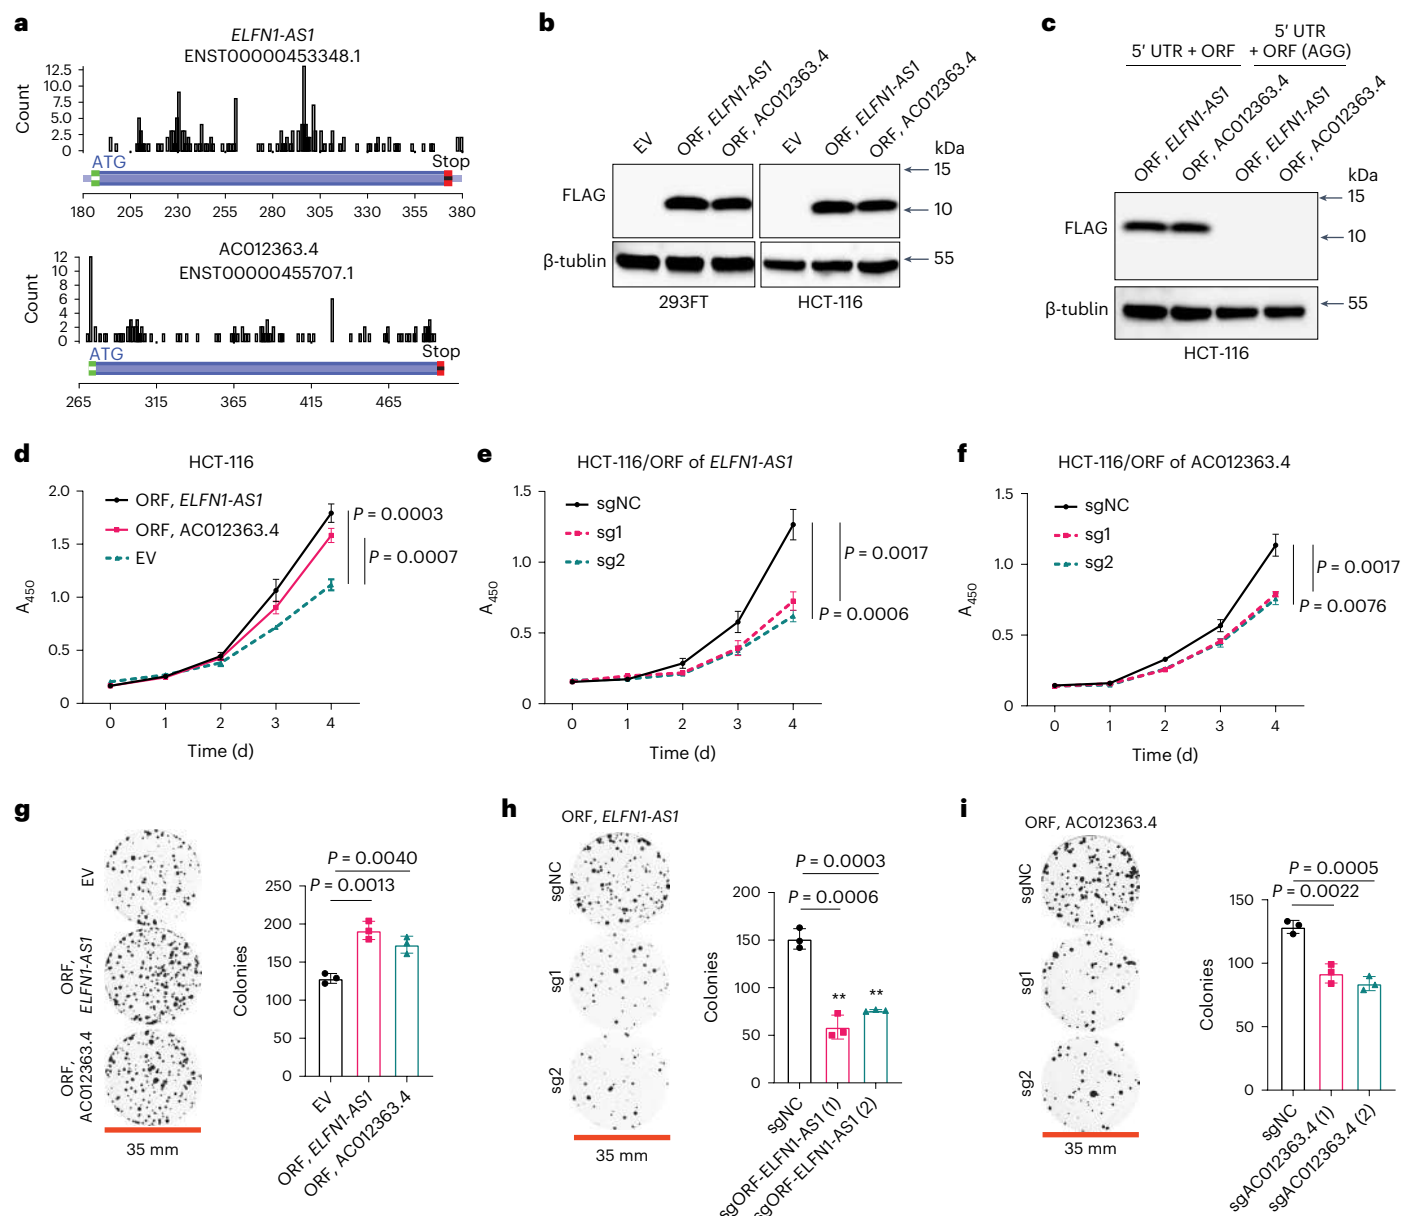 a
ELFN1-AS1
ENST00000453348.1
Count
12.5
10.0
7.5
5.0
2.5
0
ATG
Stop
180 205 230 255 280 305 330 355 380
AC012363.4
ENST00000455707.1
Count
12
10
8
6
4
2
0
ATG
Stop
265 315 365 415 465
b
EV
ORF, ELFN1-AS1
ORF, AC012363.4
EV
ORF, ELFN1-AS1
ORF, AC012363.4
kDa
FLAG
15
10
β-tublin
55
293FT
HCT-116
c
5′ UTR + ORF
5′ UTR
+ ORF (AGG)
ORF, ELFN1-AS1
ORF, AC012363.4
ORF, ELFN1-AS1
ORF, AC012363.4
kDa
FLAG
15
10
β-tublin
55
HCT-116
d
HCT-116
A450
2.0
1.5
1.0
0.5
0
ORF, ELFN1-AS1
ORF, AC012363.4
EV
P = 0.0003
P = 0.0007
0 1 2 3 4
Time (d)
e
HCT-116/ORF of ELFN1-AS1
A450
1.5
1.0
0.5
0
sgNC
sg1
sg2
P = 0.0017
P = 0.0006
0 1 2 3 4
Time (d)
f
HCT-116/ORF of AC012363.4
A450
1.5
1.0
0.5
0
sgNC
sg1
sg2
P = 0.0017
P = 0.0076
0 1 2 3 4
Time (d)
g
EV
ORF,
ELFN1-AS1
ORF,
AC012363.4
35 mm
P = 0.0040
P = 0.0013
Colonies
250
200
150
100
50
0
EV
ORF, ELFN1-AS1
ORF, AC012363.4
h
ORF, ELFN1-AS1
sgNC
sg1
sg2
35 mm
P = 0.0003
P = 0.0006
Colonies
200
150
100
50
0
**
**
sgNC
sgORF-ELFN1-AS1 (1)
sgORF-ELFN1-AS1 (2)
i
ORF, AC012363.4
sgNC
sg1
sg2
35 mm
P = 0.0005
P = 0.0022
Colonies
150
100
50
0
sgNC
sgAC012363.4 (1)
sgAC012363.4 (2)